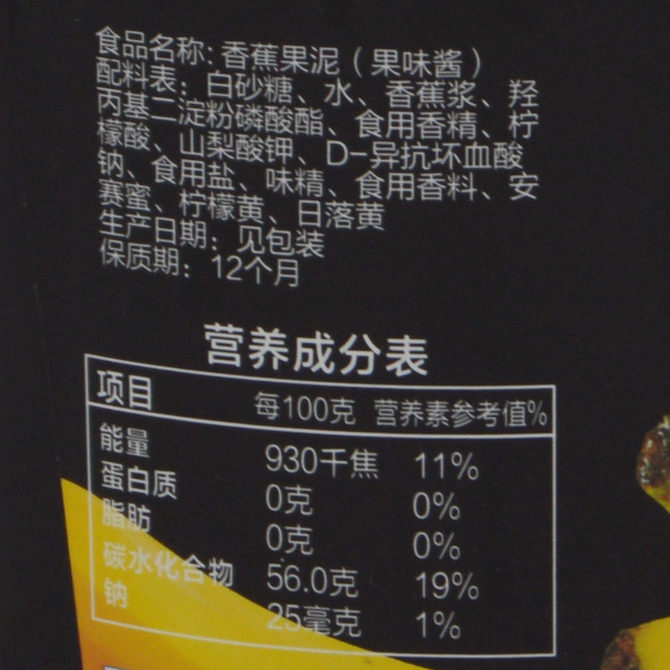 食品名称: 香蕉果泥（果味酱）
配料表: 白砂糖、水、香蕉浆、羟
丙基二淀粉磷酸酯、食用香精、柠
檬酸、山梨酸钾、D-异抗坏血酸
钠、食用盐、味精、食用香料、安
赛蜜、柠檬黄、日落黄
生产日期: 见包装
保质期: 12个月
营养成分表
项目 每100克 营养素参考值%
能量 930千焦 11%
蛋白质 0克 0%
脂肪 0克 0%
碳水化合物 56.0克 19%
钠 25毫克 1%